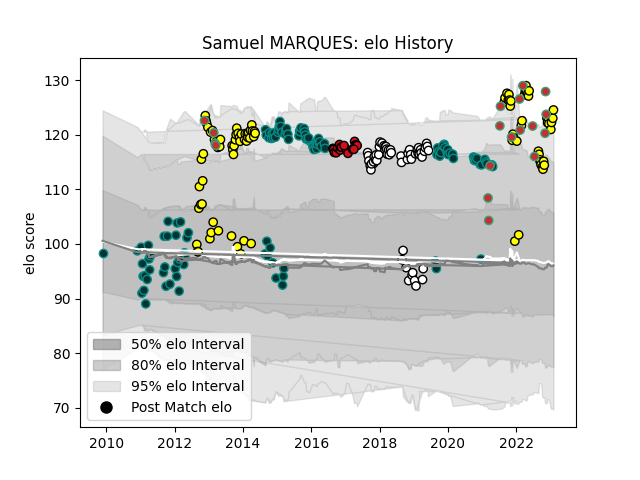 Samuel MARQUES: elo History
elo score
130
120
110
100
90
80
70
50% elo Interval
80% elo Interval
95% elo Interval
Post Match elo
2010 2012 2014 2016 2018 2020 2022